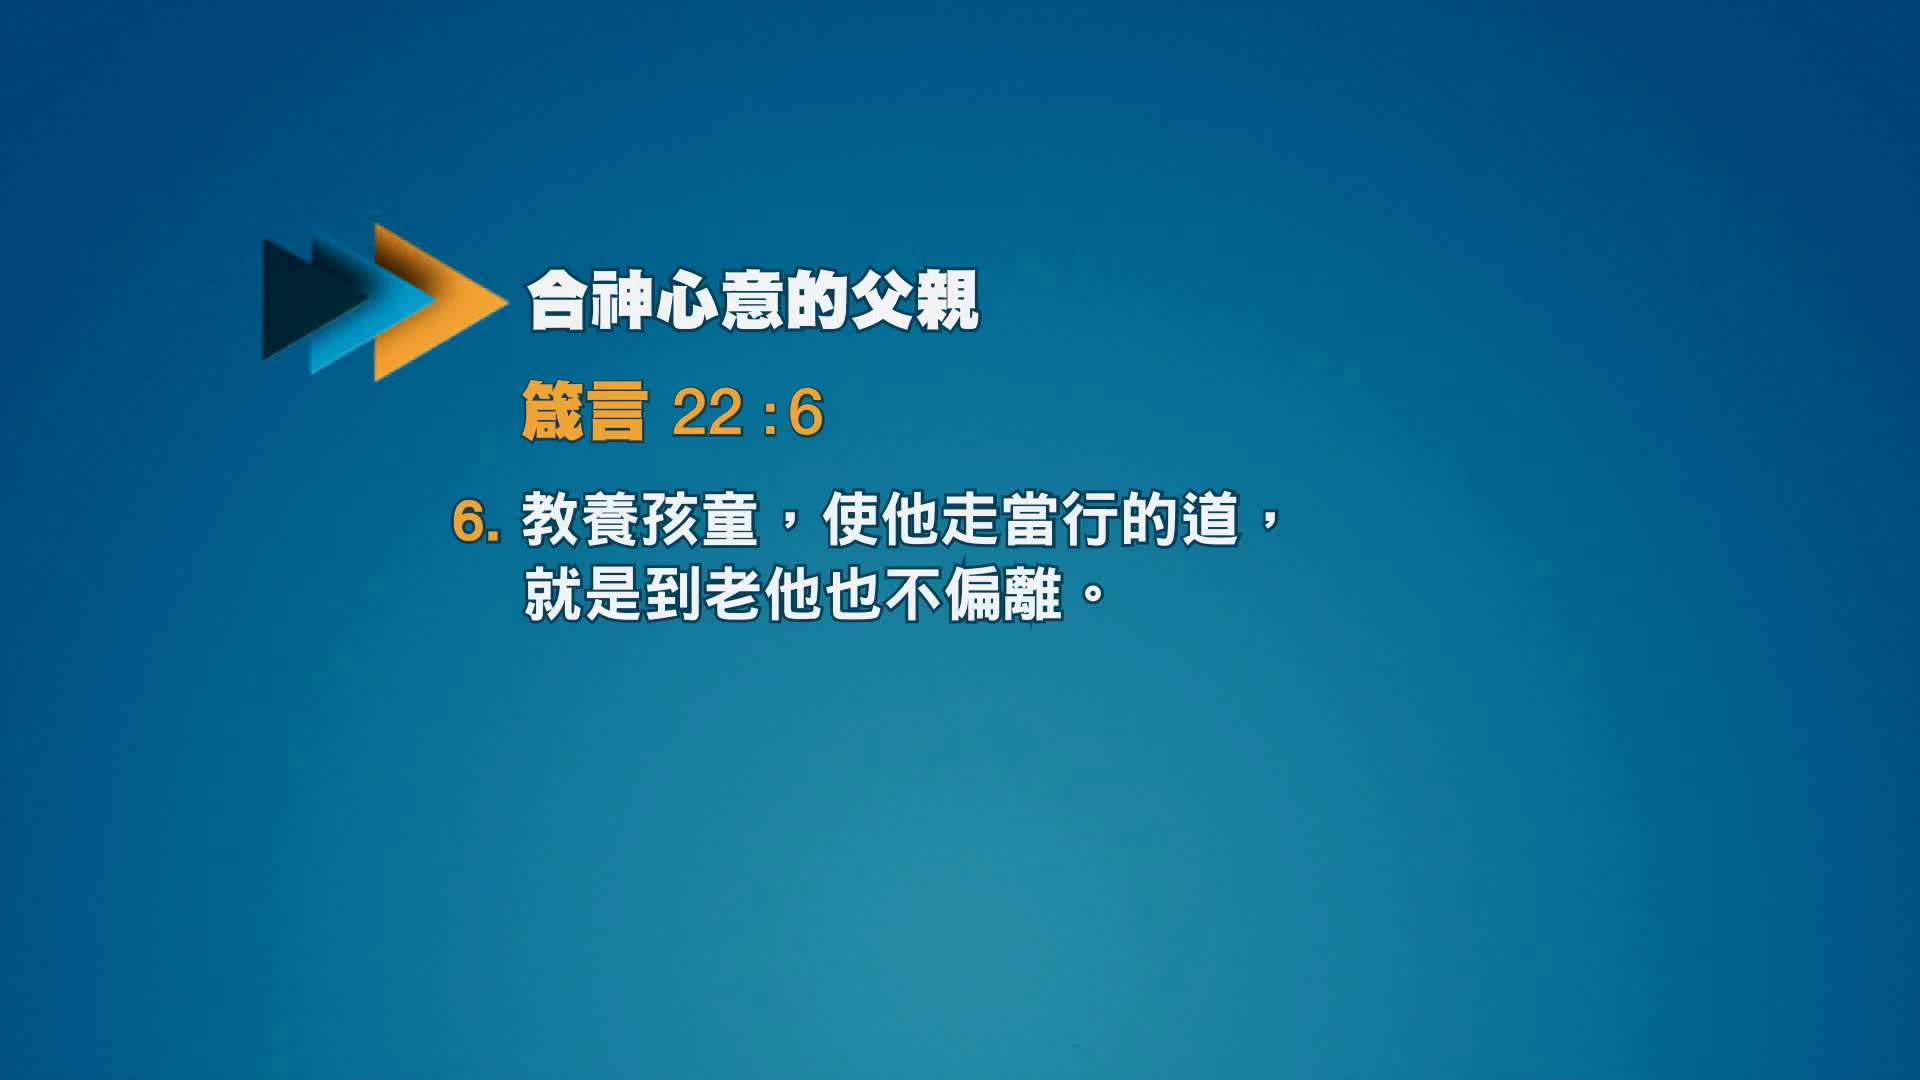 合神心意的父親
箴言 22 : 6
6. 教養孩童，使他走當行的道，
就是到老他也不偏離。